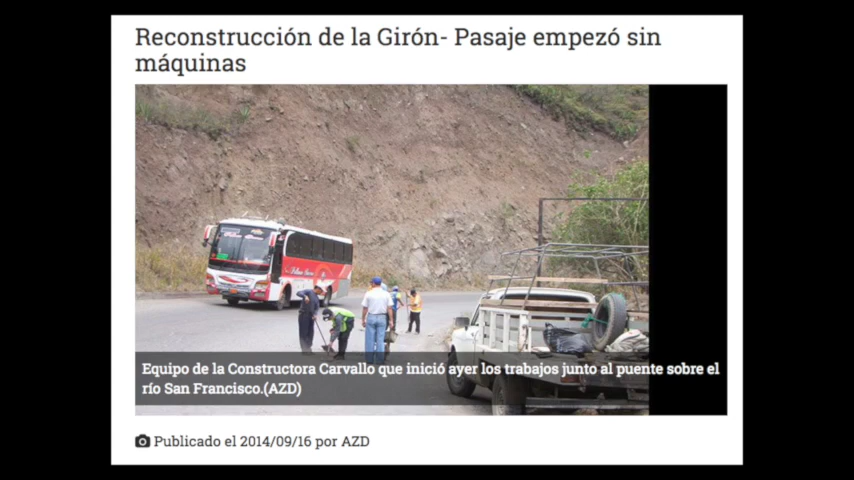 Reconstrucción de la Girón- Pasaje empezó sin
máquinas
Equipo de la Constructora Carvallo que inició ayer los trabajos junto al puente sobre el
río San Francisco.(AZD)
Publicado el 2014/09/16 por AZD